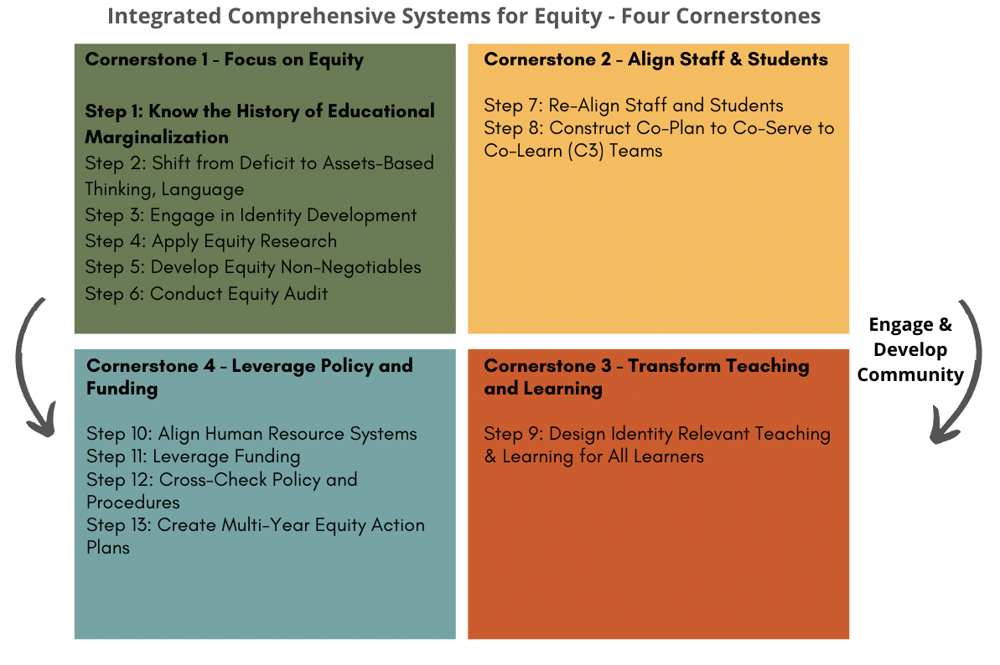 Integrated Comprehensive Systems for Equity - Four Cornerstones
Cornerstone 1 - Focus on Equity
Step 1: Know the History of Educational
Marginalization
Step 2: Shift from Deficit to Assets-Based
Thinking, Language
Step 3: Engage in Identity Development
Step 4: Apply Equity Research
Step 5: Develop Equity Non-Negotiables
Step 6: Conduct Equity Audit
Cornerstone 2 - Align Staff & Students
Step 7: Re-Align Staff and Students
Step 8: Construct Co-Plan to Co-Serve to
Co-Learn (C3) Teams
Engage &
Develop
Community
Cornerstone 3 - Transform Teaching
and Learning
Step 9: Design Identity Relevant Teaching
& Learning for All Learners
Cornerstone 4 - Leverage Policy and
Funding
Step 10: Align Human Resource Systems
Step 11: Leverage Funding
Step 12: Cross-Check Policy and
Procedures
Step 13: Create Multi-Year Equity Action
Plans